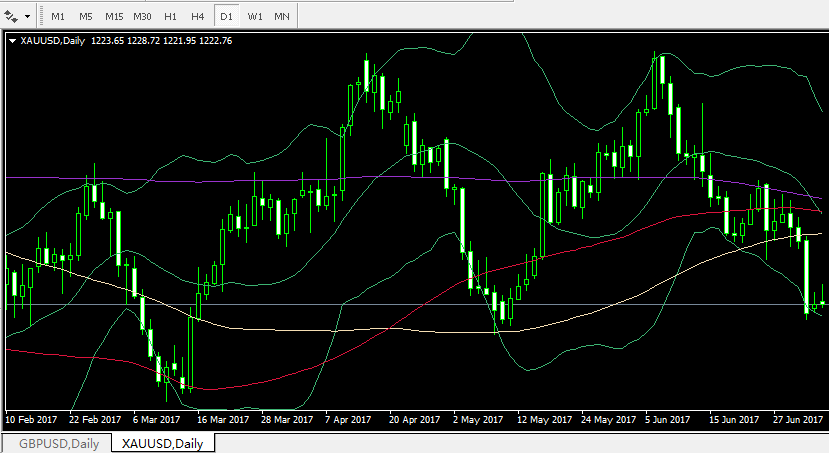 M1 M5 M15 M30 H1 H4 D1 W1 MN
XAUUSD,Daily 1223.65 1228.72 1221.95 1222.76
10 Feb 2017 22 Feb 2017 6 Mar 2017 16 Mar 2017 28 Mar 2017 7 Apr 2017 20 Apr 2017 2 May 2017 12 May 2017 24 May 2017 5 Jun 2017 15 Jun 2017 27 Jun 2017
GBPUSD,Daily XAUUSD,Daily